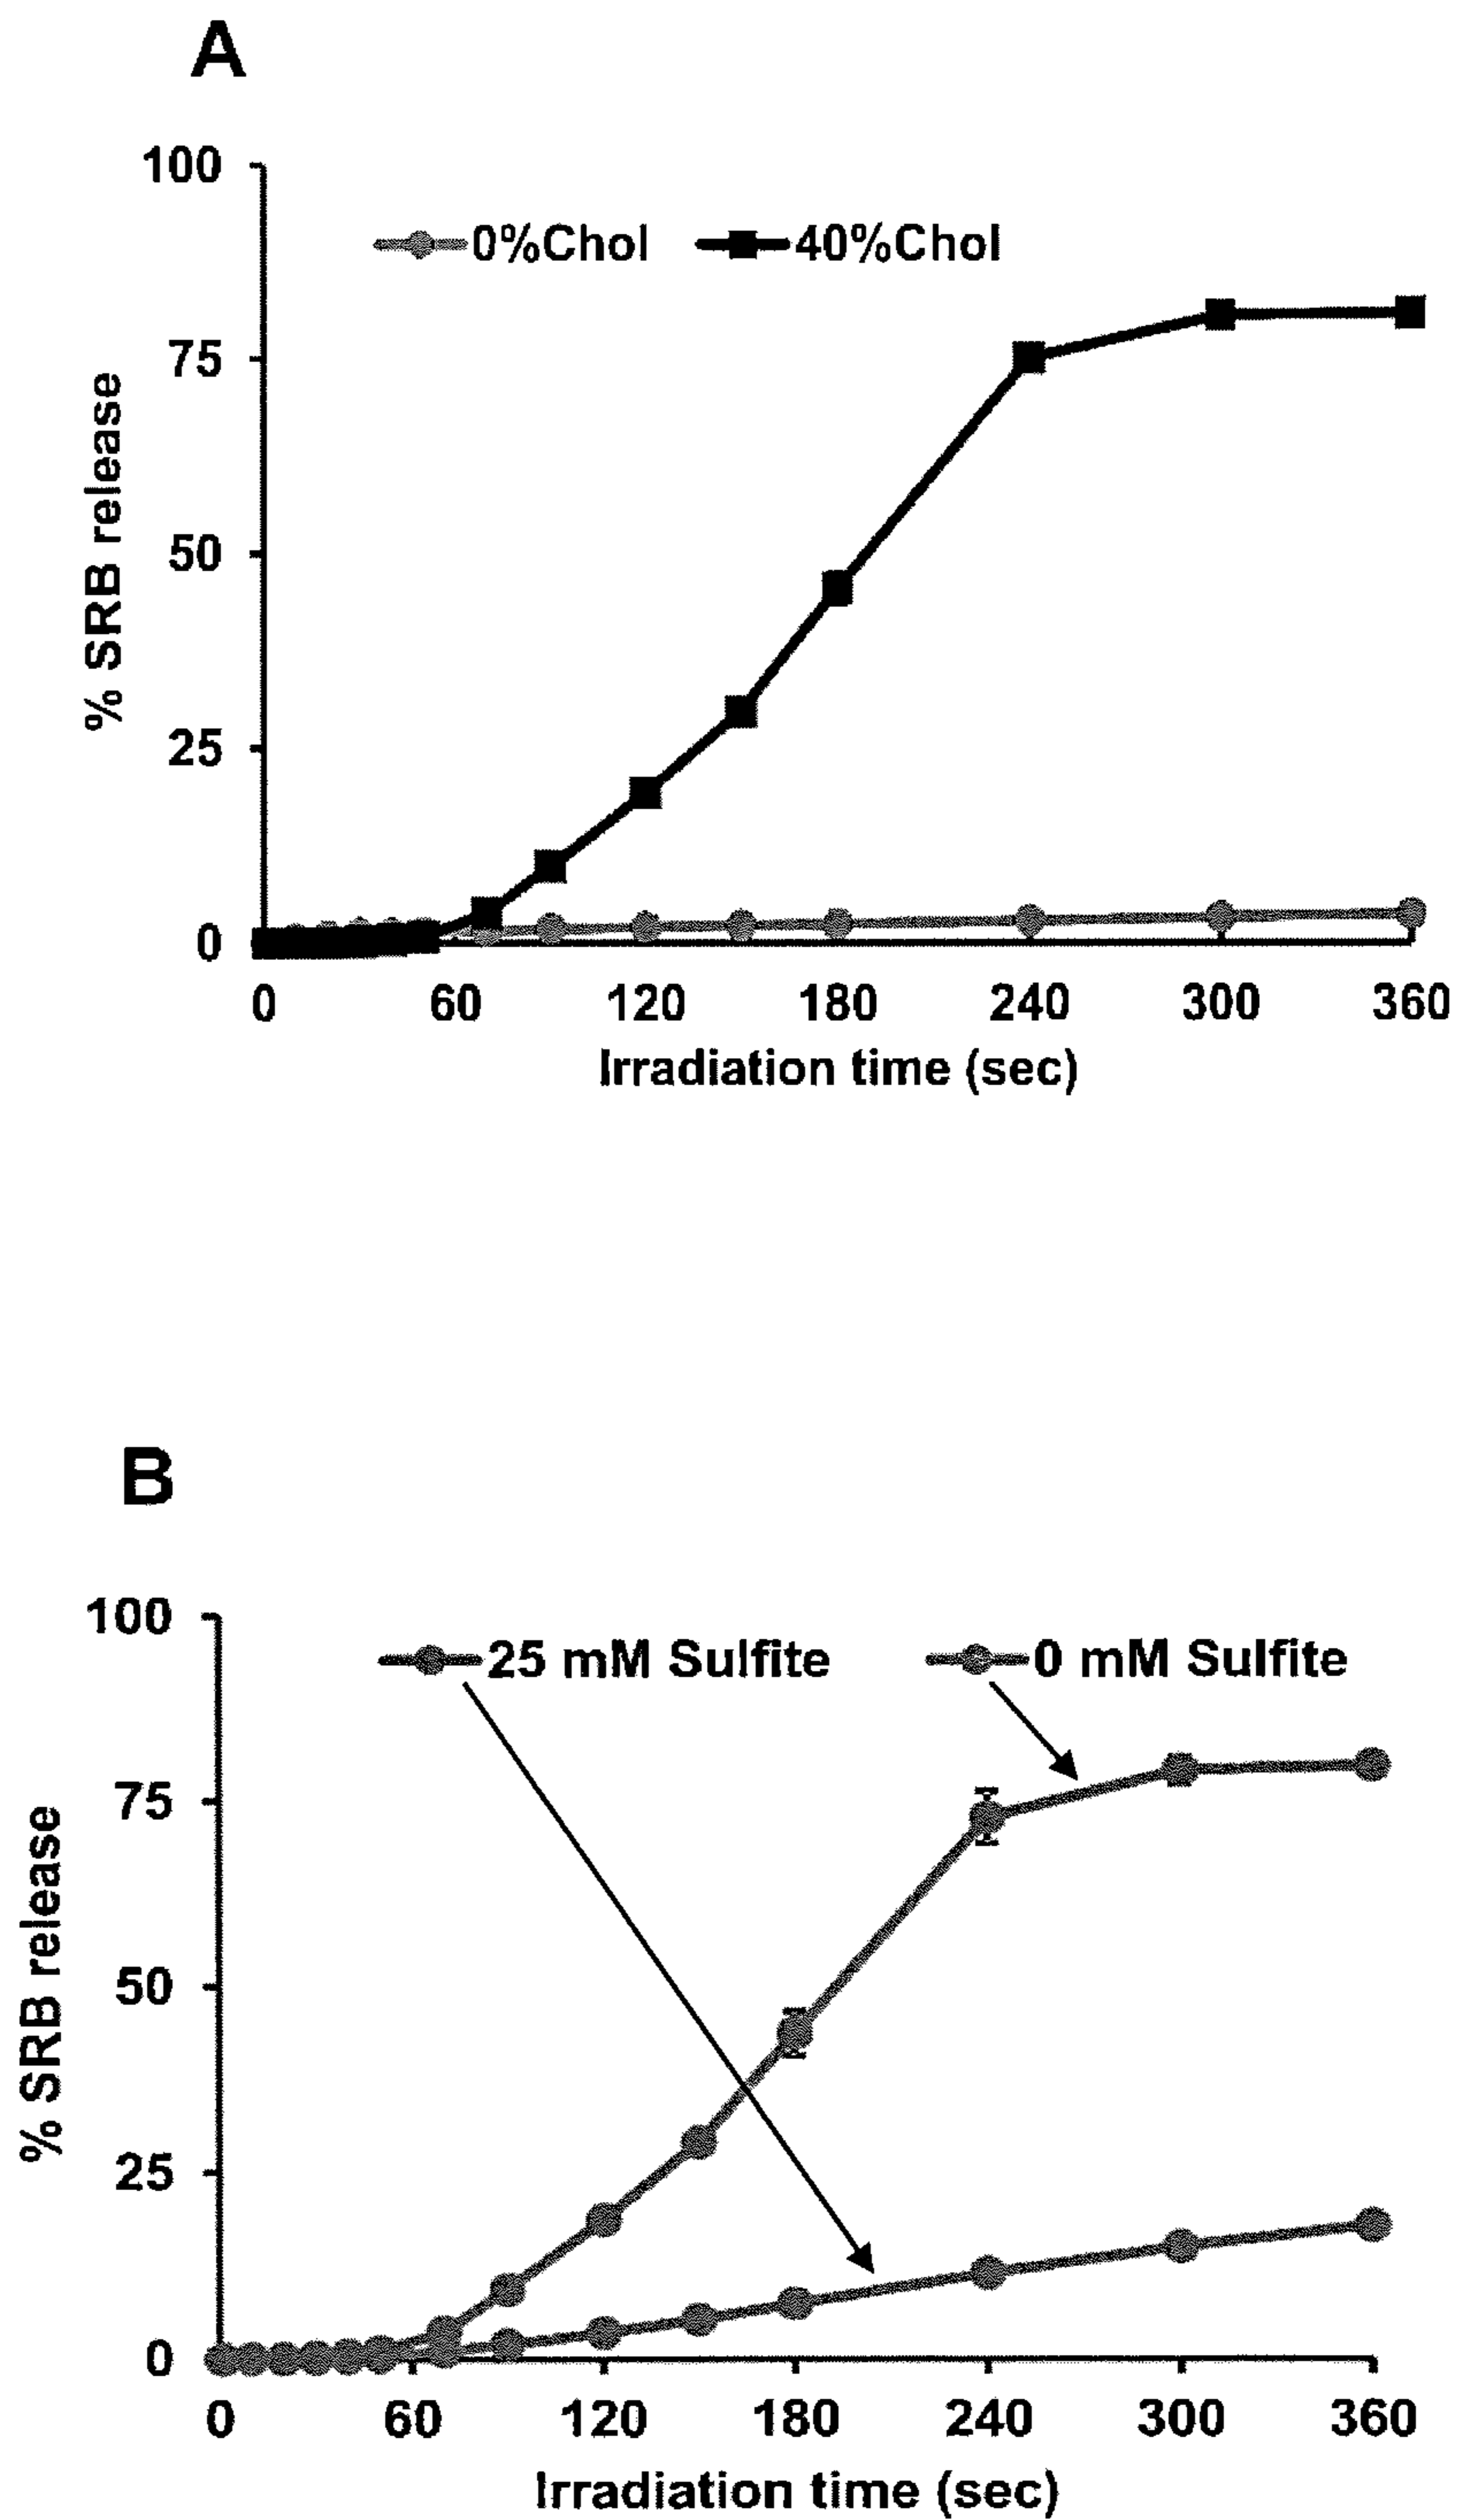 A
100
0%Chol 40%Chol
75
% SRB release
50
25
0
0 60 120 180 240 300 360
Irradiation time (sec)
B
100
25 mM Sulfite 0 mM Sulfite
75
% SRB release
50
25
0
0 60 120 180 240 300 360
Irradiation time (sec)